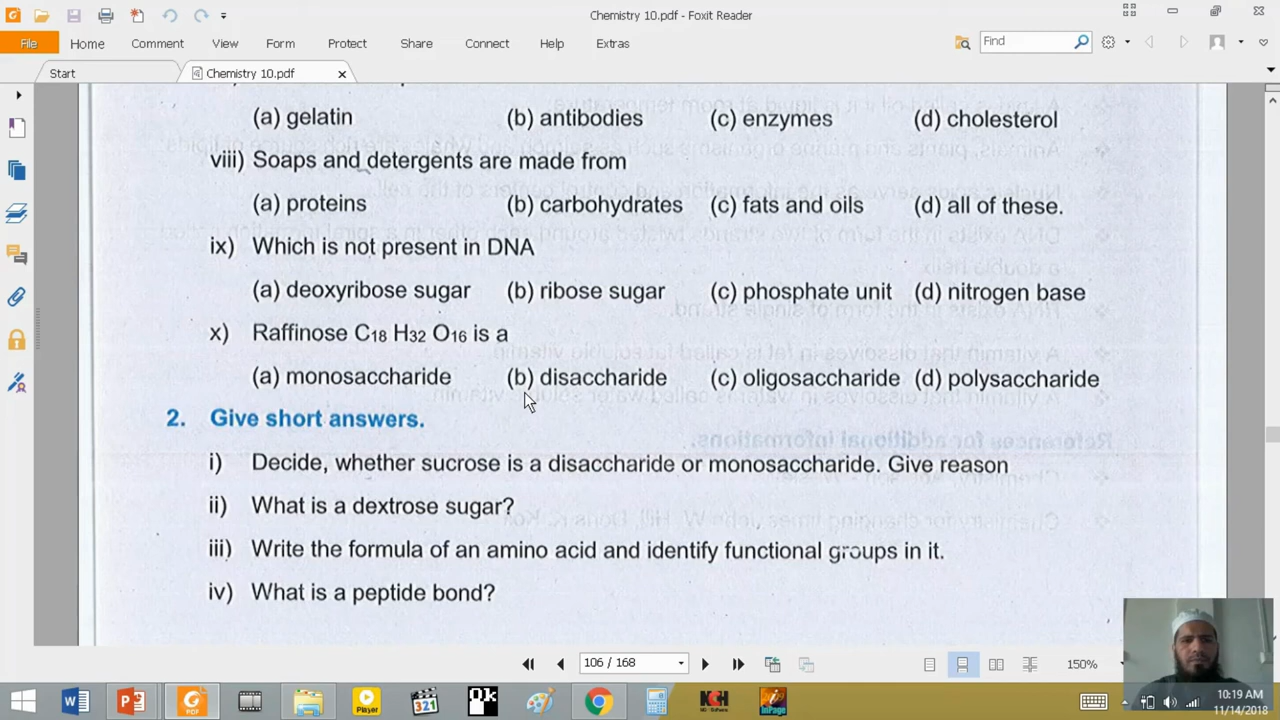 Chemistry 10.pdf - Foxit Reader
File Home Comment View Form Protect Share Connect Help Extras Find
Start Chemistry 10.pdf
(a) gelatin (b) antibodies (c) enzymes (d) cholesterol
viii) Soaps and detergents are made from
(a) proteins (b) carbohydrates (c) fats and oils (d) all of these.
ix) Which is not present in DNA
(a) deoxyribose sugar (b) ribose sugar (c) phosphate unit (d) nitrogen base
x) Raffinose C18 H32 O16 is a
(a) monosaccharide (b) disaccharide (c) oligosaccharide (d) polysaccharide
2. Give short answers.
i) Decide, whether sucrose is a disaccharide or monosaccharide. Give reason
ii) What is a dextrose sugar?
iii) Write the formula of an amino acid and identify functional groups in it.
iv) What is a peptide bond?
106 / 168 150%
PDF Player 321 InPage
10:19 AM
11/14/2018